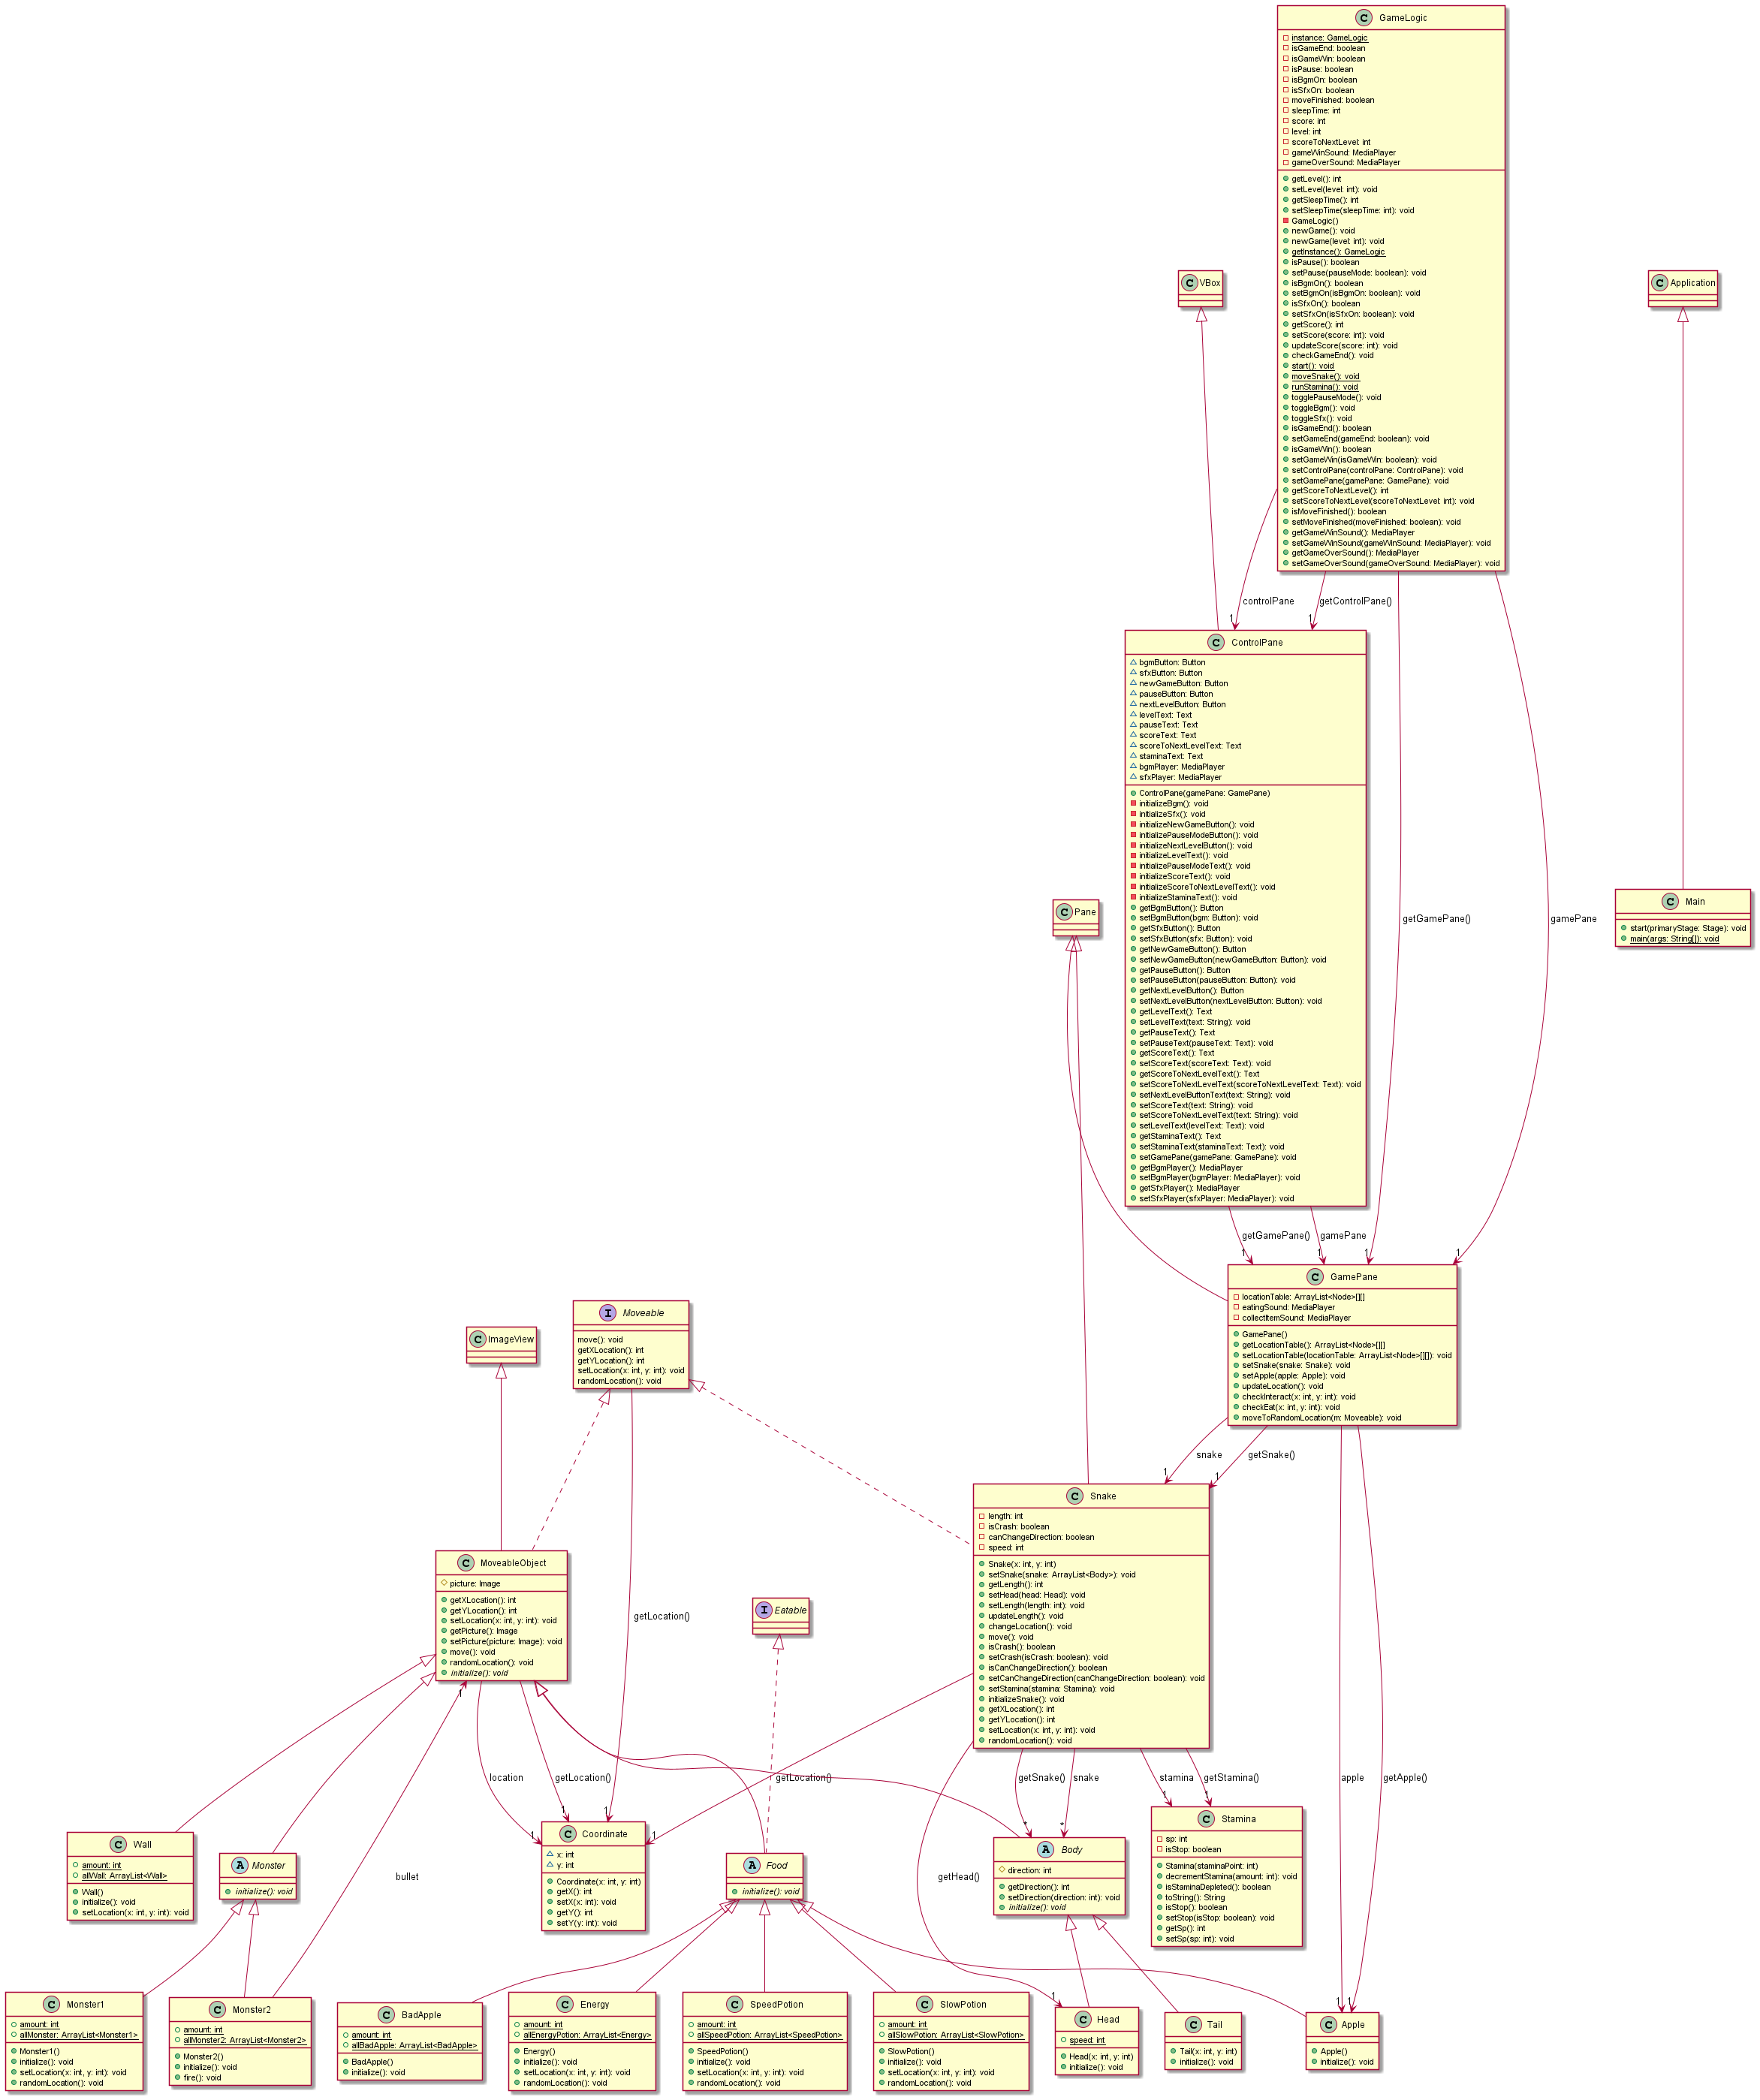 C GameLogic
instance: GameLogic
isGameEnd: boolean
isGameWin: boolean
isPause: boolean
isBgmOn: boolean
isSfxOn: boolean
moveFinished: boolean
sleepTime: int
score: int
level: int
scoreToNextLevel: int
gameWinSound: MediaPlayer
gameOverSound: MediaPlayer
getLevel(): int
setLevel(level: int): void
getSleepTime(): int
setSleepTime(sleepTime: int): void
GameLogic()
newGame(): void
newGame(level: int): void
getInstance(): GameLogic
isPause(): boolean
setPause(pauseMode: boolean): void
isBgmOn(): boolean
setBgmOn(isBgmOn: boolean): void
isSfxOn(): boolean
setSfxOn(isSfxOn: boolean): void
getScore(): int
setScore(score: int): void
updateScore(score: int): void
checkGameEnd(): void
start(): void
moveSnake(): void
runStamina(): void
togglePauseMode(): void
toggleBgm(): void
toggleSfx(): void
isGameEnd(): boolean
setGameEnd(gameEnd: boolean): void
isGameWin(): boolean
setGameWin(isGameWin: boolean): void
setControlPane(controlPane: ControlPane): void
setGamePane(gamePane: GamePane): void
getScoreToNextLevel(): int
setScoreToNextLevel(scoreToNextLevel: int): void
isMoveFinished(): boolean
setMoveFinished(moveFinished: boolean): void
getGameWinSound(): MediaPlayer
setGameWinSound(gameWinSound: MediaPlayer): void
getGameOverSound(): MediaPlayer
setGameOverSound(gameOverSound: MediaPlayer): void
C VBox
C Application
controlPane
getControlPane()
1
1
C ControlPane
bgmButton: Button
sfxButton: Button
newGameButton: Button
pauseButton: Button
nextLevelButton: Button
levelText: Text
pauseText: Text
scoreText: Text
scoreToNextLevelText: Text
staminaText: Text
bgmPlayer: MediaPlayer
sfxPlayer: MediaPlayer
ControlPane(gamePane: GamePane)
initializeBgm(): void
initializeSfx(): void
initializeNewGameButton(): void
initializePauseModeButton(): void
initializeNextLevelButton(): void
initializeLevelText(): void
initializePauseModeText(): void
initializeScoreText(): void
initializeScoreToNextLevelText(): void
initializeStaminaText(): void
getBgmButton(): Button
setBgmButton(bgm: Button): void
getSfxButton(): Button
setSfxButton(sfx: Button): void
getNewGameButton(): Button
setNewGameButton(newGameButton: Button): void
getPauseButton(): Button
setPauseButton(pauseButton: Button): void
getNextLevelButton(): Button
setNextLevelButton(nextLevelButton: Button): void
getLevelText(): Text
setLevelText(text: String): void
getPauseText(): Text
setPauseText(pauseText: Text): void
getScoreText(): Text
setScoreText(scoreText: Text): void
getScoreToNextLevelText(): Text
setScoreToNextLevelText(scoreToNextLevelText: Text): void
setNextLevelButtonText(text: String): void
setScoreText(text: String): void
setScoreToNextLevelText(text: String): void
setLevelText(levelText: Text): void
getStaminaText(): Text
setStaminaText(staminaText: Text): void
setGamePane(gamePane: GamePane): void
getBgmPlayer(): MediaPlayer
setBgmPlayer(bgmPlayer: MediaPlayer): void
getSfxPlayer(): MediaPlayer
setSfxPlayer(sfxPlayer: MediaPlayer): void
C Main
start(primaryStage: Stage): void
main(args: String[]): void
C Pane
getGamePane()
gamePane
getGamePane()
gamePane
1
1
1
1
C GamePane
locationTable: ArrayList<Node>[][]
eatingSound: MediaPlayer
collectItemSound: MediaPlayer
GamePane()
getLocationTable(): ArrayList<Node>[][]
setLocationTable(locationTable: ArrayList<Node>[][]): void
setSnake(snake: Snake): void
setApple(apple: Apple): void
updateLocation(): void
checkInteract(x: int, y: int): void
checkEat(x: int, y: int): void
moveToRandomLocation(m: Moveable): void
I Moveable
move(): void
getXLocation(): int
getYLocation(): int
setLocation(x: int, y: int): void
randomLocation(): void
C ImageView
snake
getSnake()
1
1
C Snake
length: int
isCrash: boolean
canChangeDirection: boolean
speed: int
Snake(x: int, y: int)
setSnake(snake: ArrayList<Body>): void
getLength(): int
setHead(head: Head): void
setLength(length: int): void
updateLength(): void
changeLocation(): void
move(): void
isCrash(): boolean
setCrash(isCrash: boolean): void
isCanChangeDirection(): boolean
setCanChangeDirection(canChangeDirection: boolean): void
setStamina(stamina: Stamina): void
initializeSnake(): void
getXLocation(): int
getYLocation(): int
setLocation(x: int, y: int): void
randomLocation(): void
C MoveableObject
picture: Image
getXLocation(): int
getYLocation(): int
setLocation(x: int, y: int): void
getPicture(): Image
setPicture(picture: Image): void
move(): void
randomLocation(): void
initialize(): void
getLocation()
I Eatable
1
location
getLocation()
getLocation()
getSnake()
snake
stamina
getStamina()
apple
getApple()
1
1
1
1
*
*
1
1
C Wall
amount: int
allWall: ArrayList<Wall>
Wall()
initialize(): void
setLocation(x: int, y: int): void
A Monster
initialize(): void
bullet
C Coordinate
x: int
y: int
Coordinate(x: int, y: int)
getX(): int
setX(x: int): void
getY(): int
setY(y: int): void
A Food
initialize(): void
getHead()
A Body
direction: int
getDirection(): int
setDirection(direction: int): void
initialize(): void
C Stamina
sp: int
isStop: boolean
Stamina(staminaPoint: int)
decrementStamina(amount: int): void
isStaminaDepleted(): boolean
toString(): String
isStop(): boolean
setStop(isStop: boolean): void
getSp(): int
setSp(sp: int): void
1
1
1
C Monster1
amount: int
allMonster: ArrayList<Monster1>
Monster1()
initialize(): void
setLocation(x: int, y: int): void
randomLocation(): void
C Monster2
amount: int
allMonster2: ArrayList<Monster2>
Monster2()
initialize(): void
fire(): void
C BadApple
amount: int
allBadApple: ArrayList<BadApple>
BadApple()
initialize(): void
C Energy
amount: int
allEnergyPotion: ArrayList<Energy>
Energy()
initialize(): void
setLocation(x: int, y: int): void
randomLocation(): void
C SpeedPotion
amount: int
allSpeedPotion: ArrayList<SpeedPotion>
SpeedPotion()
initialize(): void
setLocation(x: int, y: int): void
randomLocation(): void
C SlowPotion
amount: int
allSlowPotion: ArrayList<SlowPotion>
SlowPotion()
initialize(): void
setLocation(x: int, y: int): void
randomLocation(): void
C Head
speed: int
Head(x: int, y: int)
initialize(): void
C Tail
Tail(x: int, y: int)
initialize(): void
C Apple
Apple()
initialize(): void